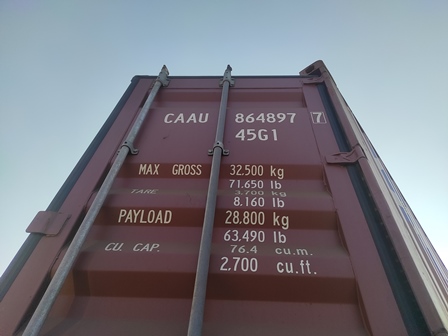 CAAU 864897 7
45G1
MAX GROSS 32.500 kg
71.650 lb
TARE 3.700 kg
8.160 lb
PAYLOAD 28.800 kg
63.490 lb
CU. CAP. 76.4 cu.m.
2.700 cu.ft.